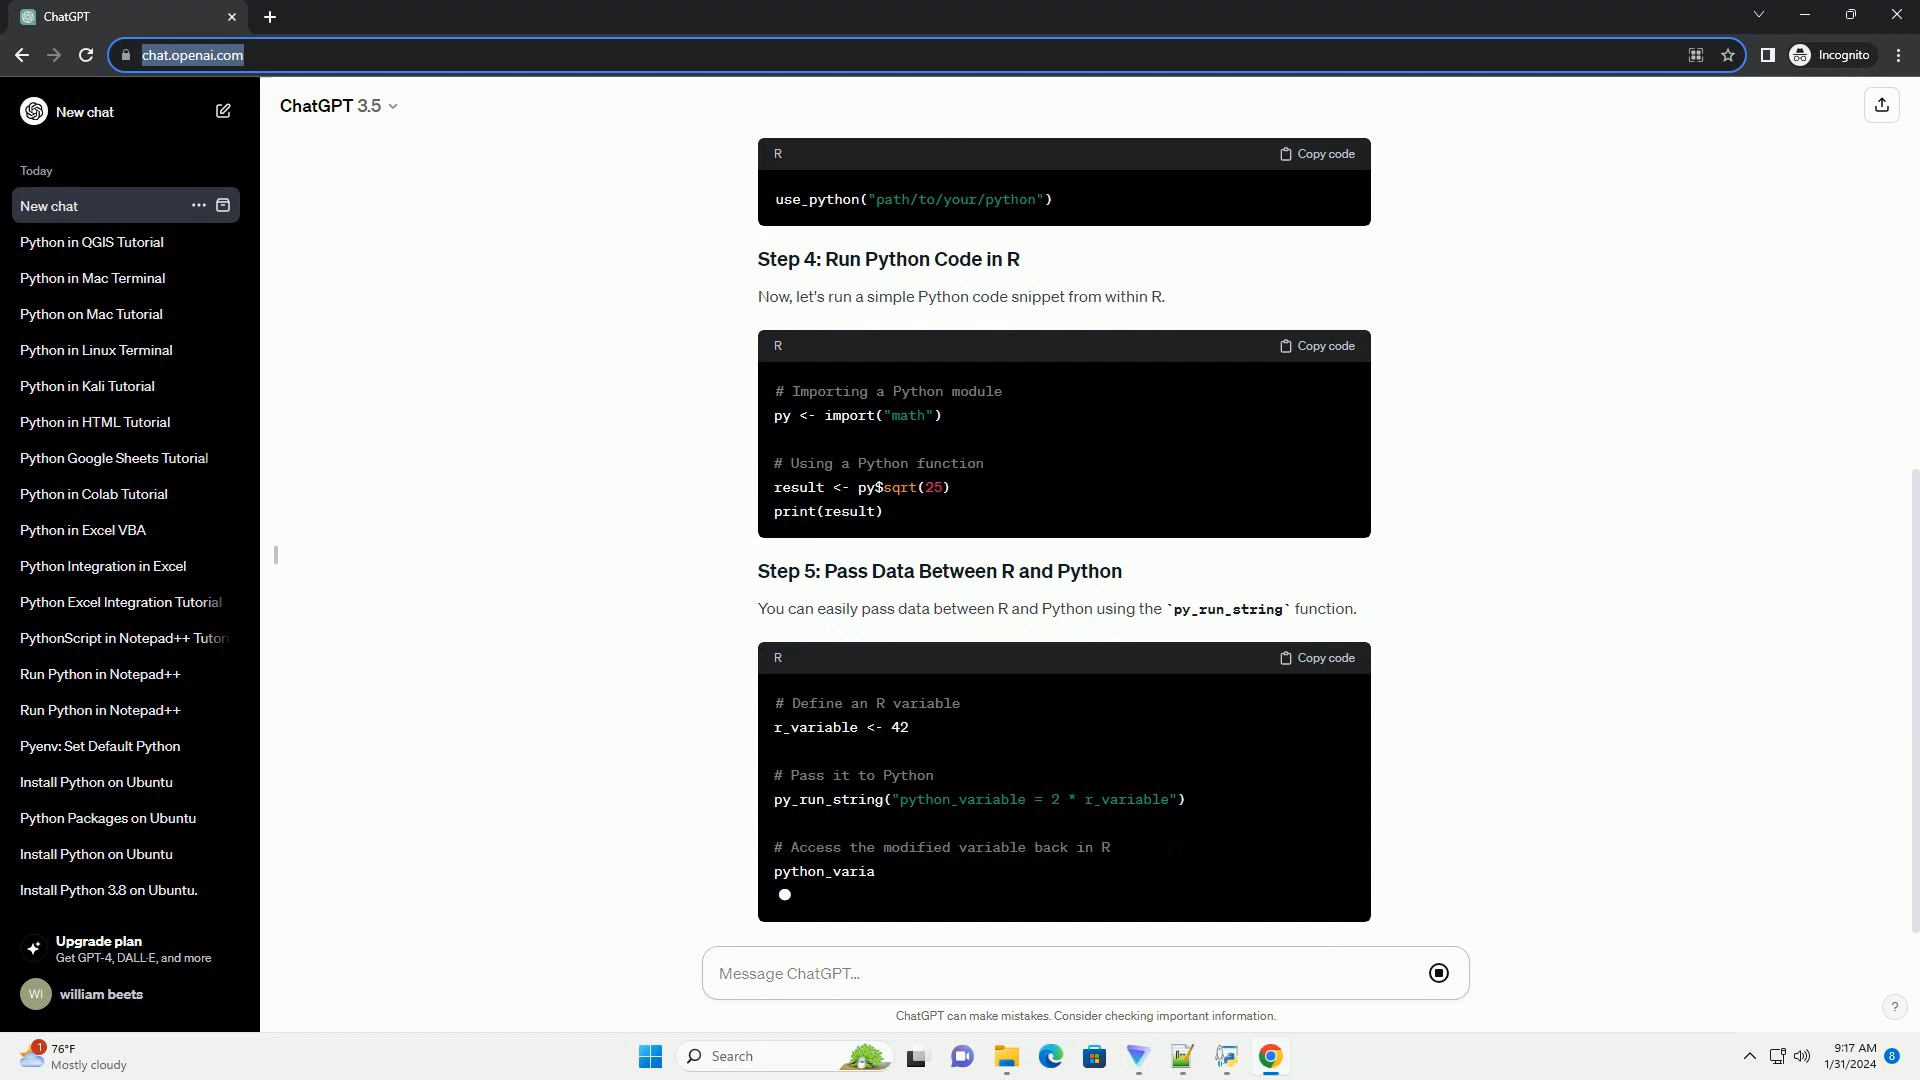 ChatGPT
chat.openai.com
Incognito
New chat
Today
New chat
Python in QGIS Tutorial
Python in Mac Terminal
Python on Mac Tutorial
Python in Linux Terminal
Python in Kali Tutorial
Python in HTML Tutorial
Python Google Sheets Tutorial
Python in Colab Tutorial
Python in Excel VBA
Python Integration in Excel
Python Excel Integration Tutorial
PythonScript in Notepad++ Tutori
Run Python in Notepad++
Run Python in Notepad++
Pyenv: Set Default Python
Install Python on Ubuntu
Python Packages on Ubuntu
Install Python on Ubuntu
Install Python 3.8 on Ubuntu.
Upgrade plan
Get GPT-4, DALL·E, and more
WI william beets
ChatGPT 3.5
R Copy code
use_python("path/to/your/python")
Step 4: Run Python Code in R
Now, let's run a simple Python code snippet from within R.
R Copy code
# Importing a Python module
py <- import("math")
# Using a Python function
result <- py$sqrt(25)
print(result)
Step 5: Pass Data Between R and Python
You can easily pass data between R and Python using the `py_run_string` function.
R Copy code
# Define an R variable
r_variable <- 42
# Pass it to Python
py_run_string("python_variable = 2 * r_variable")
# Access the modified variable back in R
python_varia
Message ChatGPT...
ChatGPT can make mistakes. Consider checking important information.
?
1
76°F
Mostly cloudy
Search
9:17 AM
1/31/2024
8